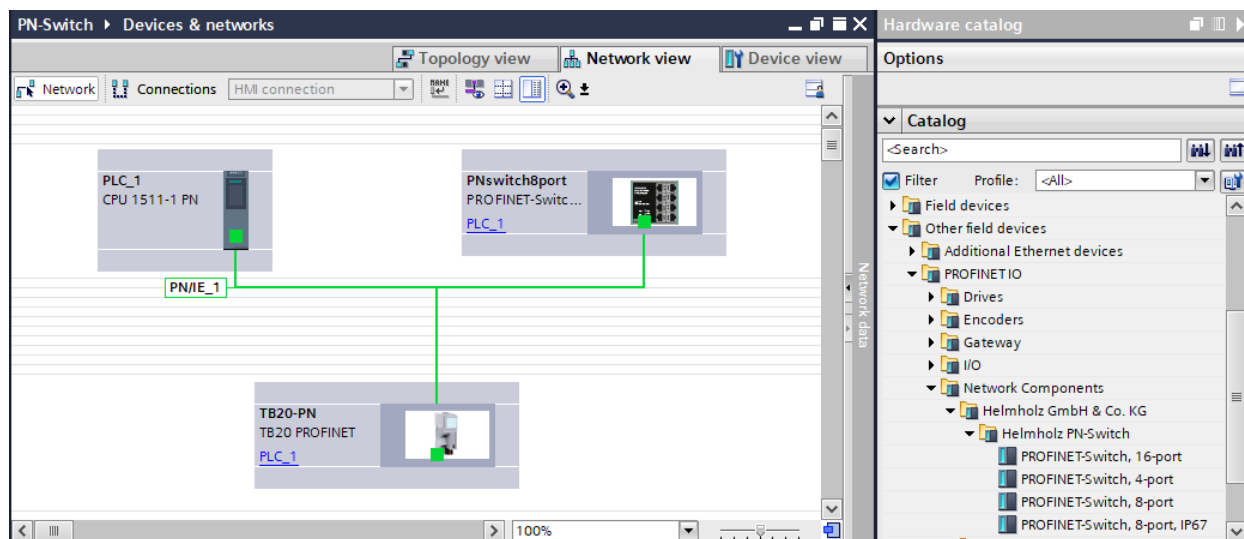 PN-Switch ▸ Devices & networks
Topology view
Network view
Device view
Network
Connections
HMI connection
PLC_1
CPU 1511-1 PN
PNswitch8port
PROFINET-Switc...
PLC_1
PN/IE_1
TB20-PN
TB20 PROFINET
PLC_1
100%
Network data
Hardware catalog
Options
Catalog
<Search>
Filter Profile: <All>
Field devices
Other field devices
Additional Ethernet devices
PROFINET IO
Drives
Encoders
Gateway
I/O
Network Components
Helmholz GmbH & Co. KG
Helmholz PN-Switch
PROFINET-Switch, 16-port
PROFINET-Switch, 4-port
PROFINET-Switch, 8-port
PROFINET-Switch, 8-port, IP67